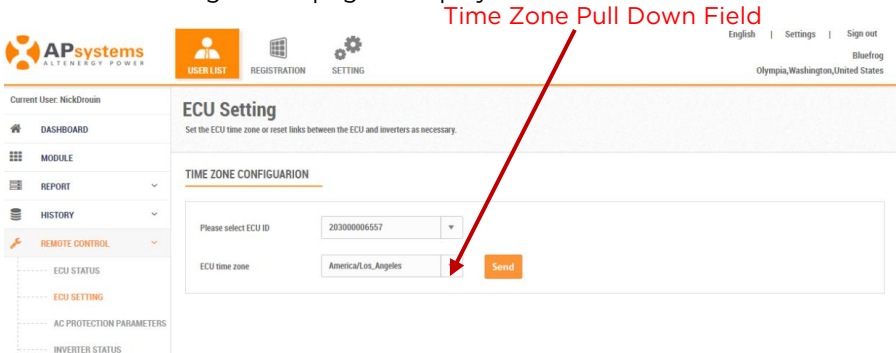 Time Zone Pull Down Field
English | Settings | Sign out
APsystems
ALTENERGY POWER
USER LIST
REGISTRATION
SETTING
Bluefrog
Olympia,Washington,United States
Current User: NickDrouin
DASHBOARD
MODULE
REPORT
HISTORY
REMOTE CONTROL
ECU STATUS
ECU SETTING
AC PROTECTION PARAMETERS
INVERTER STATUS
ECU Setting
Set the ECU time zone or reset links between the ECU and inverters as necessary.
TIME ZONE CONFIGUARION
Please select ECU ID 203000006557
ECU time zone America/Los_Angeles Send